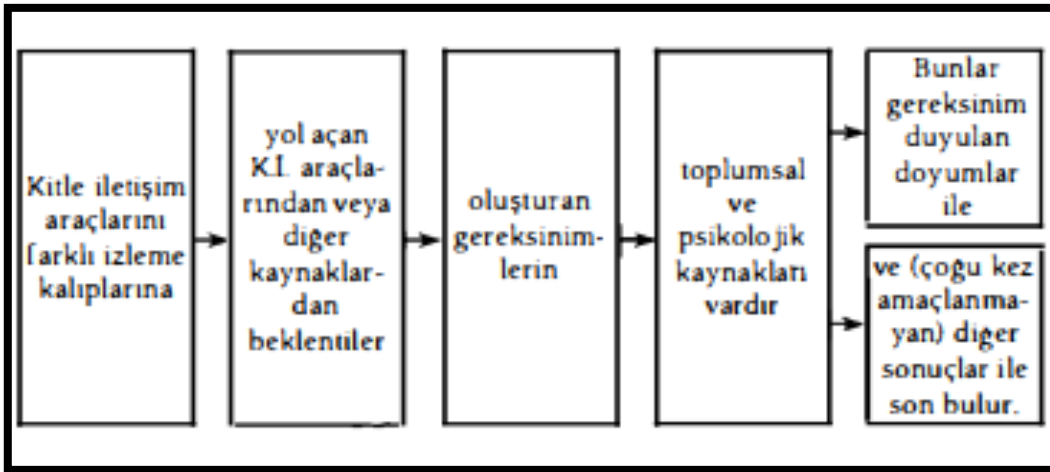 Kitle iletişim
araçlarını
farklı izleme
kalıplarına
yol açan
K.İ. araçla-
rından veya
diğer
kaynaklar-
dan
beklentiler
oluşturan
gereksinim-
lerin
toplumsal
ve
psikolojik
kaynakları
vardır
Bunlar
gereksinim
duyulan
doyumlar
ile
ve (çoğu kez
amaçlanma-
yan) diğer
sonuçlar ile
son bulur.